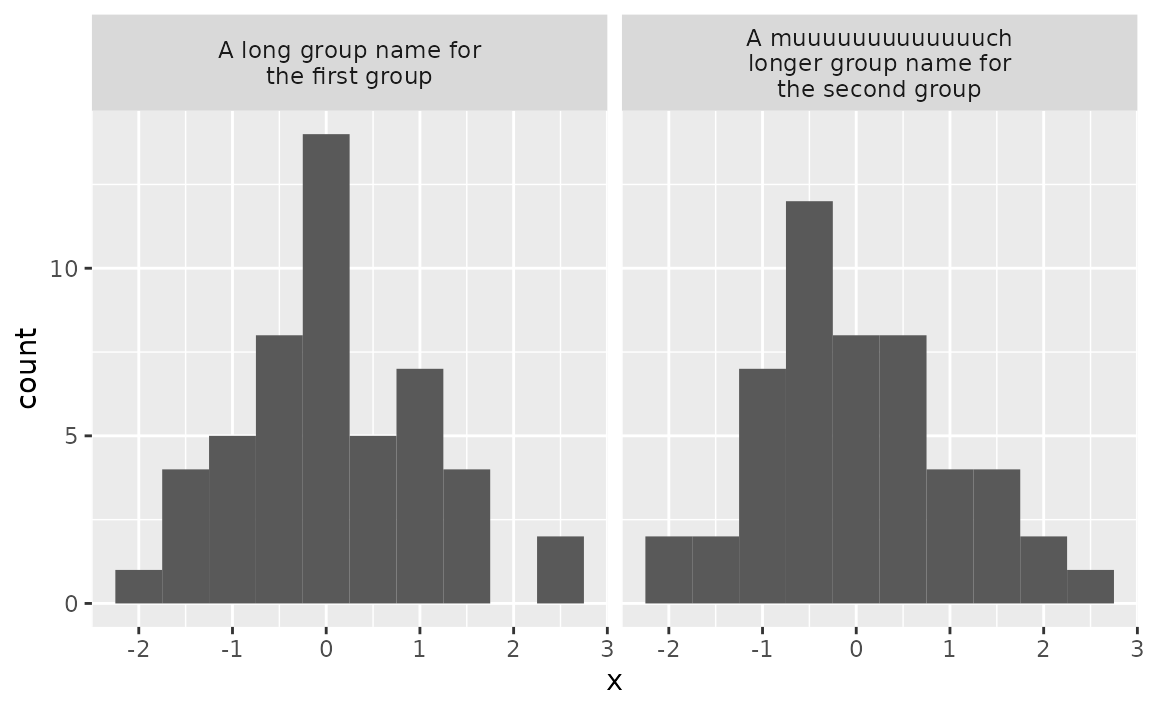 A long group name for
the first group
A muuuuuuuuuuuuuch
longer group name for
the second group
10
5
0
count
-2 -1 0 1 2 3
-2 -1 0 1 2 3
x